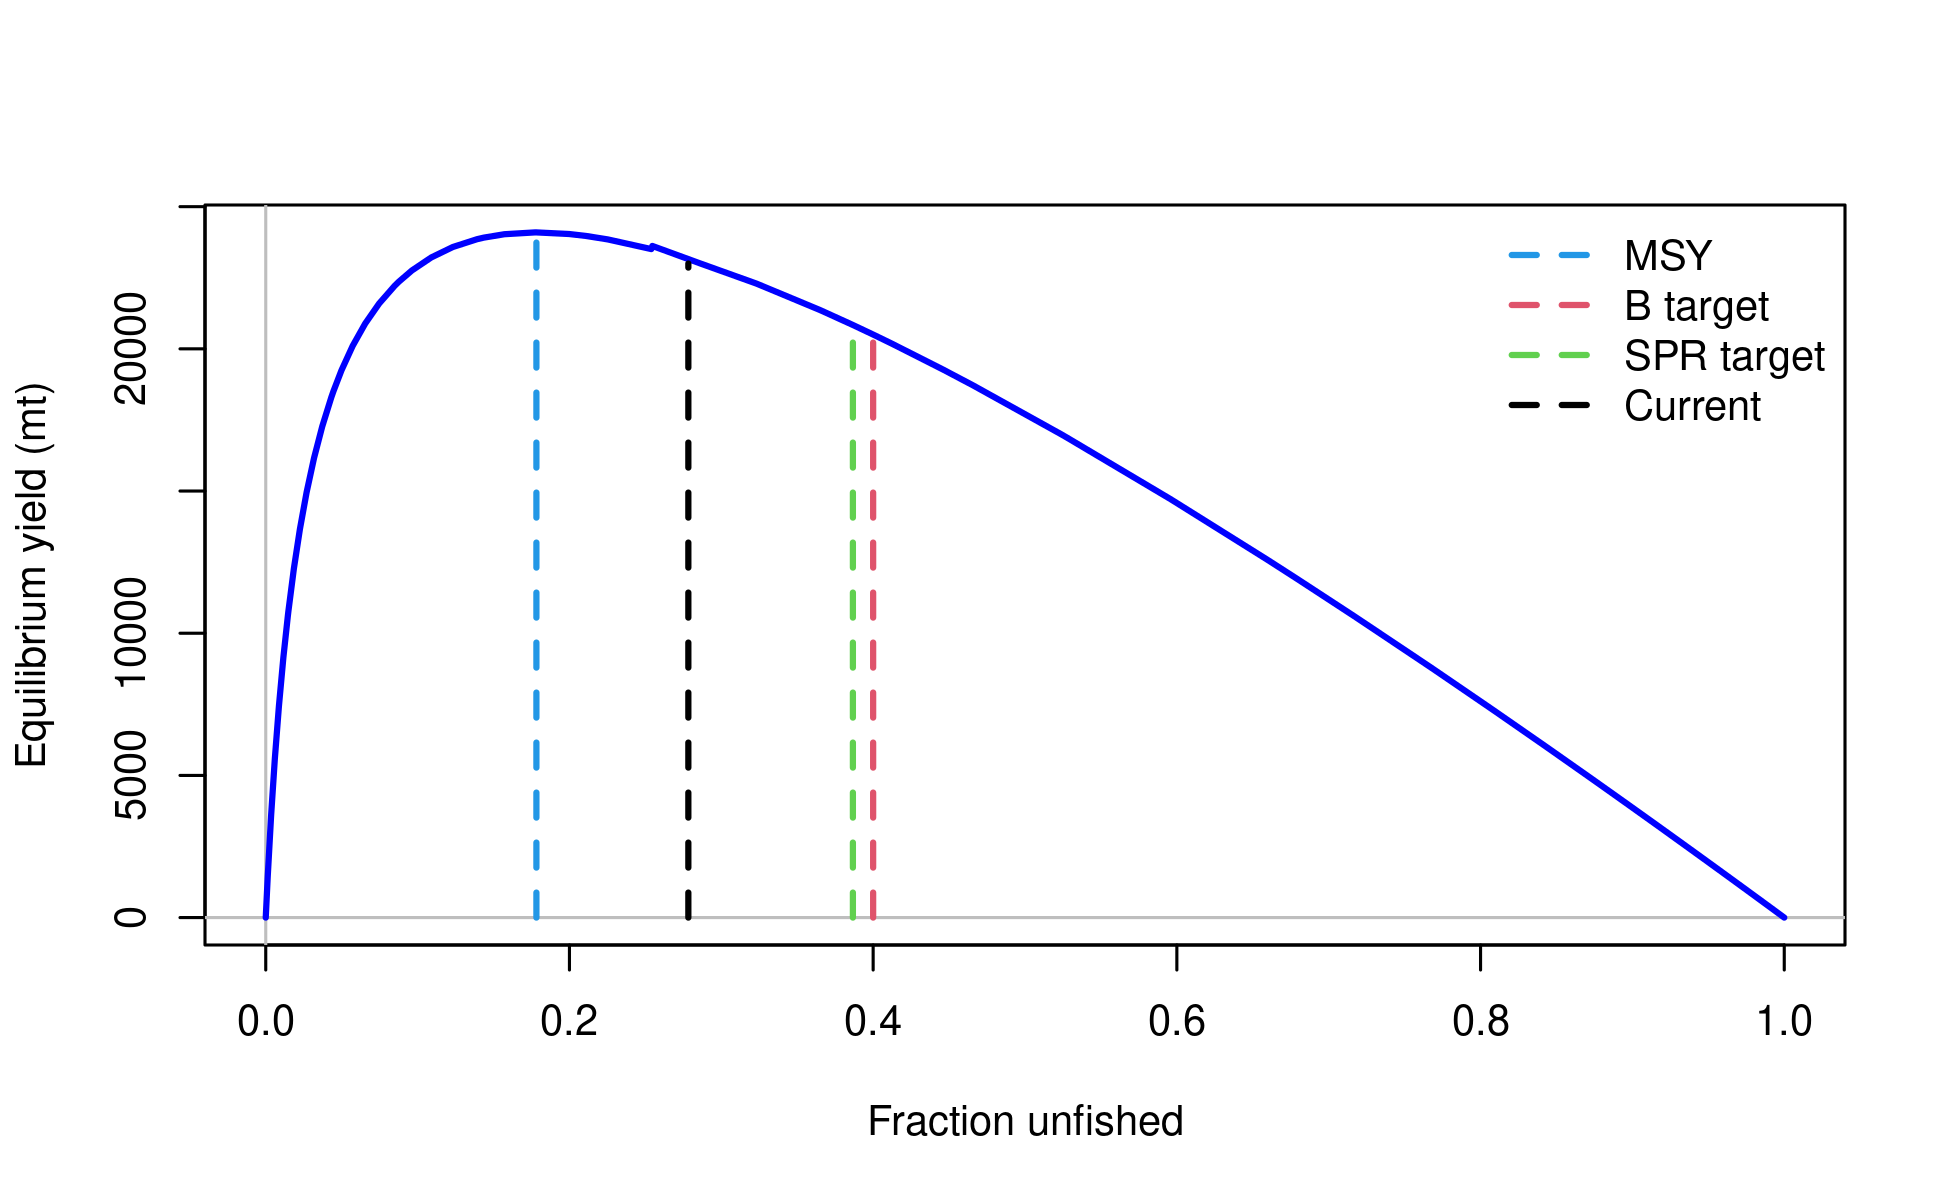 Equilibrium yield (mt)
20000
10000
5000
0
MSY
B target
SPR target
Current
0.0 0.2 0.4 0.6 0.8 1.0
Fraction unfished